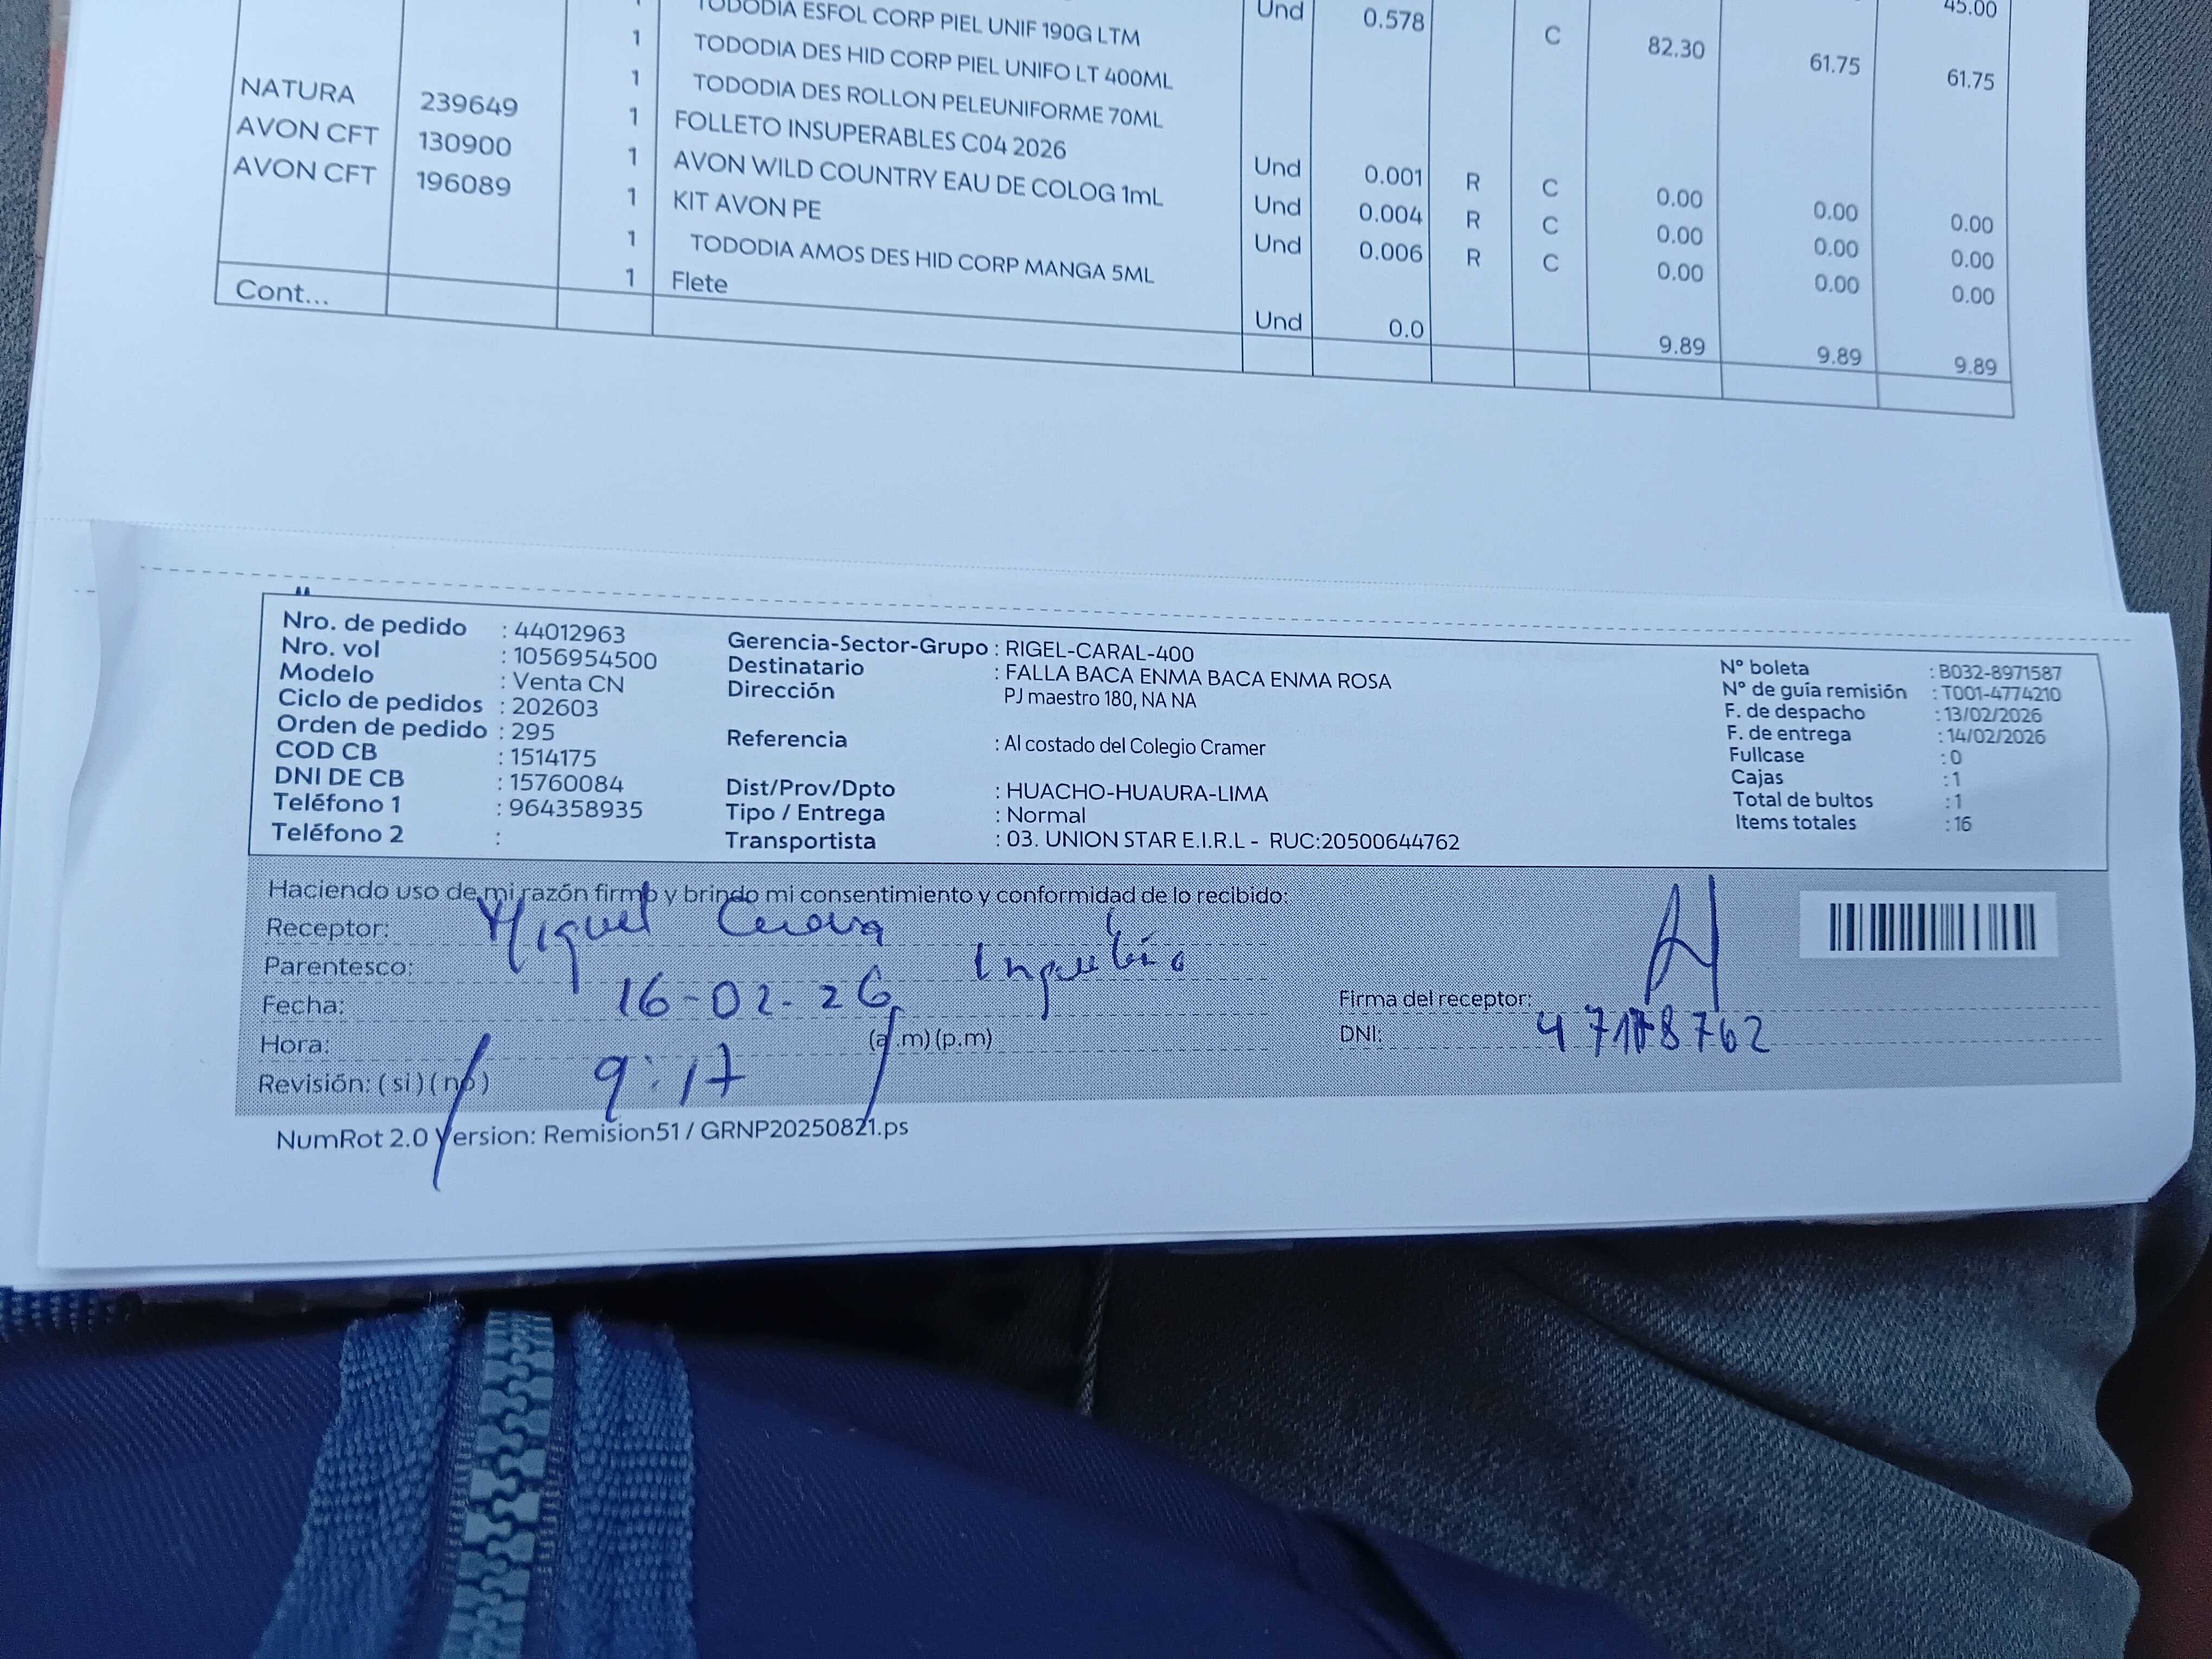 45.00
1 TODODIA ESFOL CORP PIEL UNIF 190G LTM Und 0.578 C 82.30 61.75 61.75
1 TODODIA DES HID CORP PIEL UNIFO LT 400ML
1 TODODIA DES ROLLON PELEUNIFORME 70ML
NATURA 239649 1 FOLLETO INSUPERABLES C04 2026 Und 0.001 R C 0.00 0.00 0.00
AVON CFT 130900 1 AVON WILD COUNTRY EAU DE COLOG 1mL Und 0.004 R C 0.00 0.00 0.00
AVON CFT 196089 1 KIT AVON PE Und 0.006 R C 0.00 0.00 0.00
1 TODODIA AMOS DES HID CORP MANGA 5ML
1 Flete Und 0.0 9.89 9.89 9.89
Cont...
Nro. de pedido : 44012963
Nro. vol : 1056954500
Modelo : Venta CN
Ciclo de pedidos : 202603
Orden de pedido : 295
COD CB : 1514175
DNI DE CB : 15760084
Teléfono 1 : 964358935
Teléfono 2 :
Gerencia-Sector-Grupo : RIGEL-CARAL-400
Destinatario : FALLA BACA ENMA BACA ENMA ROSA
Dirección PJ maestro 180, NA NA
Referencia : Al costado del Colegio Cramer
Dist/Prov/Dpto : HUACHO-HUAURA-LIMA
Tipo / Entrega : Normal
Transportista : 03. UNION STAR E.I.R.L - RUC:20500644762
N° boleta : B032-8971587
N° de guía remisión : T001-4774210
F. de despacho : 13/02/2026
F. de entrega : 14/02/2026
Fullcase : 0
Cajas : 1
Total de bultos : 1
Items totales : 16
Haciendo uso de mi razón firmo y brindo mi consentimiento y conformidad de lo recibido:
Receptor: Miguel
Parentesco:
Fecha: 16-02-26
Hora: 9:17 (a.m) (p.m)
Revisión: ( si ) ( no )
Firma del receptor:
DNI:
NumRot 2.0 Version: Remision51 / GRNP20250821.ps